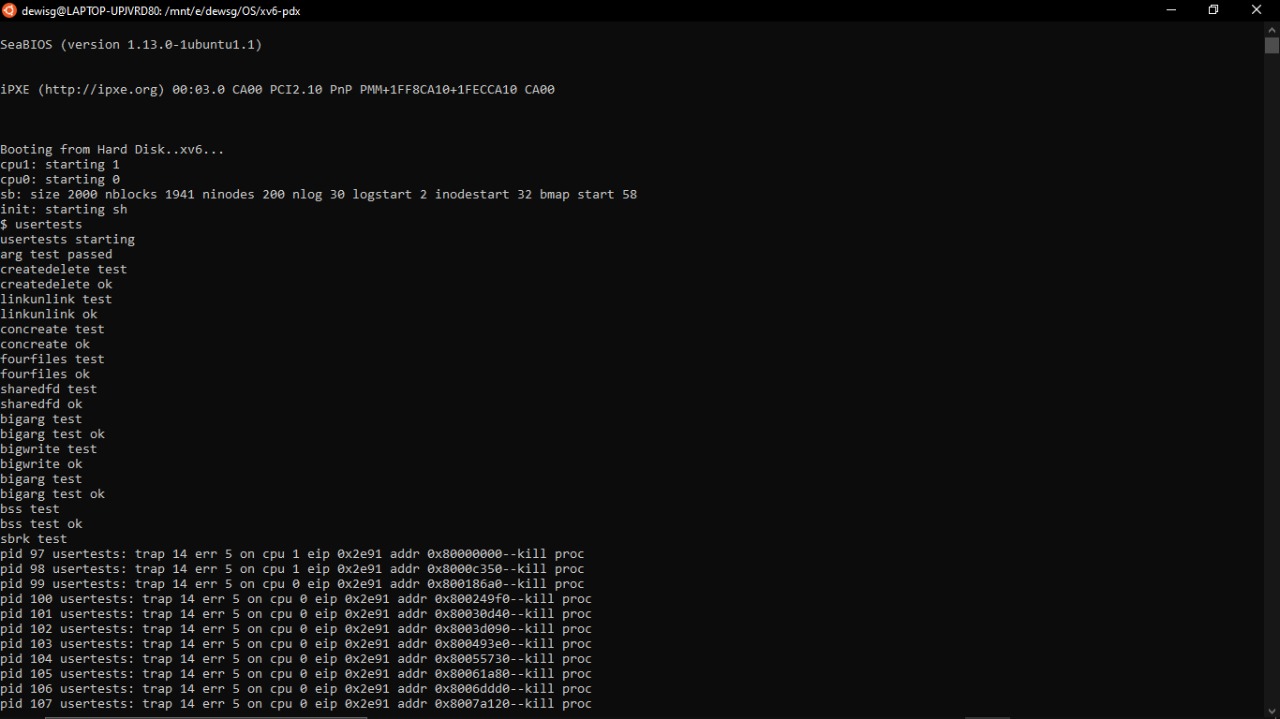 dewisg@LAPTOP-UPJVRD80: /mnt/e/dewsg/OS/xv6-pdx
SeaBIOS (version 1.13.0-1ubuntu1.1)
iPXE (http://ipxe.org) 00:03.0 CA00 PCI2.10 PnP PMM+1FF8CA10+1FECCA10 CA00
Booting from Hard Disk..xv6...
cpu1: starting 1
cpu0: starting 0
sb: size 2000 nblocks 1941 ninodes 200 nlog 30 logstart 2 inodestart 32 bmap start 58
init: starting sh
$ usertests
usertests starting
arg test passed
createdelete test
createdelete ok
linkunlink test
linkunlink ok
concreate test
concreate ok
fourfiles test
fourfiles ok
sharedfd test
sharedfd ok
bigarg test
bigarg test ok
bigwrite test
bigwrite ok
bigarg test
bigarg test ok
bss test
bss test ok
sbrk test
pid 97 usertests: trap 14 err 5 on cpu 1 eip 0x2e91 addr 0x80000000--kill proc
pid 98 usertests: trap 14 err 5 on cpu 1 eip 0x2e91 addr 0x8000c350--kill proc
pid 99 usertests: trap 14 err 5 on cpu 0 eip 0x2e91 addr 0x800186a0--kill proc
pid 100 usertests: trap 14 err 5 on cpu 0 eip 0x2e91 addr 0x800249f0--kill proc
pid 101 usertests: trap 14 err 5 on cpu 0 eip 0x2e91 addr 0x80030d40--kill proc
pid 102 usertests: trap 14 err 5 on cpu 0 eip 0x2e91 addr 0x8003d090--kill proc
pid 103 usertests: trap 14 err 5 on cpu 0 eip 0x2e91 addr 0x800493e0--kill proc
pid 104 usertests: trap 14 err 5 on cpu 0 eip 0x2e91 addr 0x80055730--kill proc
pid 105 usertests: trap 14 err 5 on cpu 0 eip 0x2e91 addr 0x80061a80--kill proc
pid 106 usertests: trap 14 err 5 on cpu 0 eip 0x2e91 addr 0x8006ddd0--kill proc
pid 107 usertests: trap 14 err 5 on cpu 0 eip 0x2e91 addr 0x8007a120--kill proc